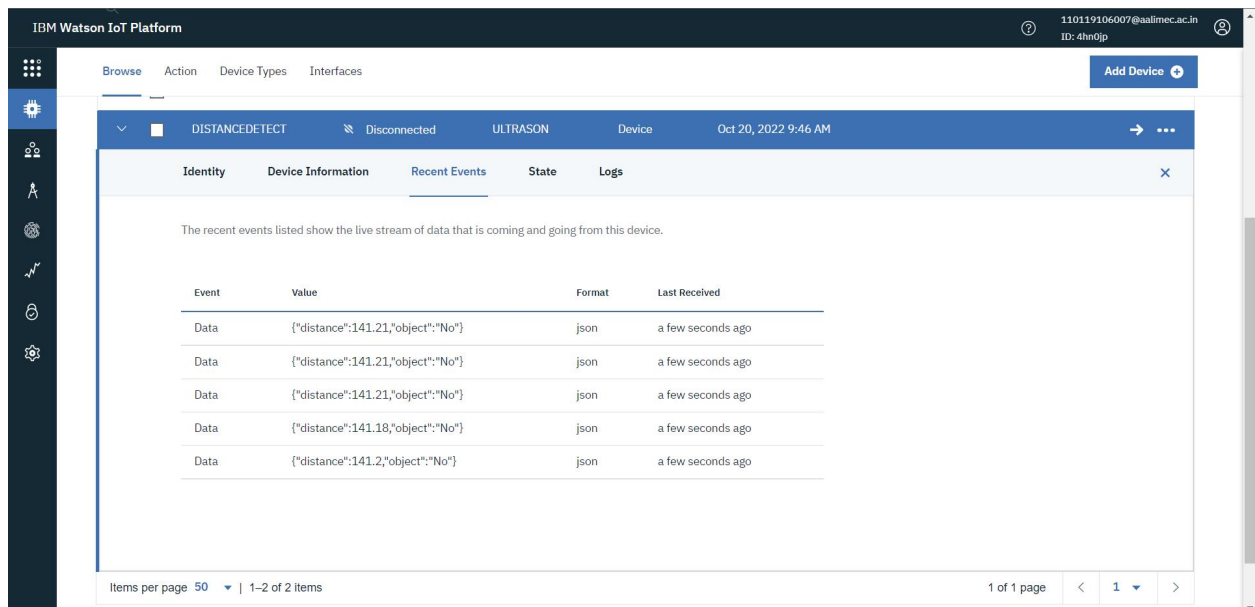 IBM Watson IoT Platform
110119106007@aalimec.ac.in
ID: 4hn0jp
Browse Action Device Types Interfaces
Add Device
DISTANCEDETECT Disconnected ULTRASON Device Oct 20, 2022 9:46 AM
Identity Device Information Recent Events State Logs
The recent events listed show the live stream of data that is coming and going from this device.
Event Value Format Last Received
Data {"distance":141.21,"object":"No"} json a few seconds ago
Data {"distance":141.21,"object":"No"} json a few seconds ago
Data {"distance":141.21,"object":"No"} json a few seconds ago
Data {"distance":141.18,"object":"No"} json a few seconds ago
Data {"distance":141.2,"object":"No"} json a few seconds ago
Items per page 50 | 1–2 of 2 items 1 of 1 page 1